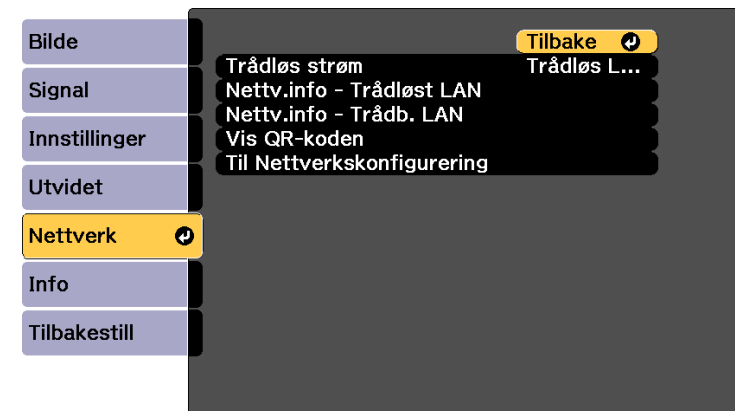 Bilde
Signal
Innstillinger
Utvidet
Nettverk
Info
Tilbakestill
Tilbake
Trådløs strøm Trådløs L...
Nettv.info - Trådløst LAN
Nettv.info - Trådb. LAN
Vis QR-koden
Til Nettverkskonfigurering